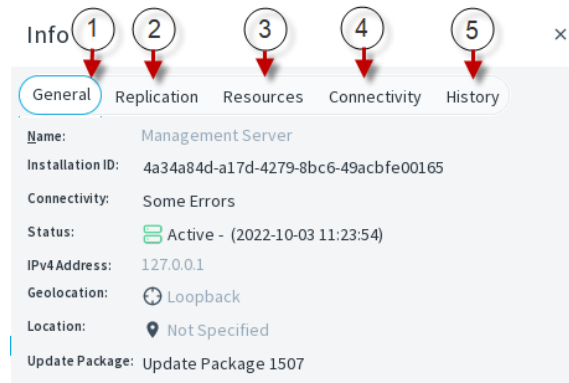 Info
1 2 3 4 5
General Replication Resources Connectivity History
Name: Management Server
Installation ID: 4a34a84d-a17d-4279-8bc6-49acbfe00165
Connectivity: Some Errors
Status: Active - (2022-10-03 11:23:54)
IPv4 Address: 127.0.0.1
Geolocation: Loopback
Location: Not Specified
Update Package: Update Package 1507